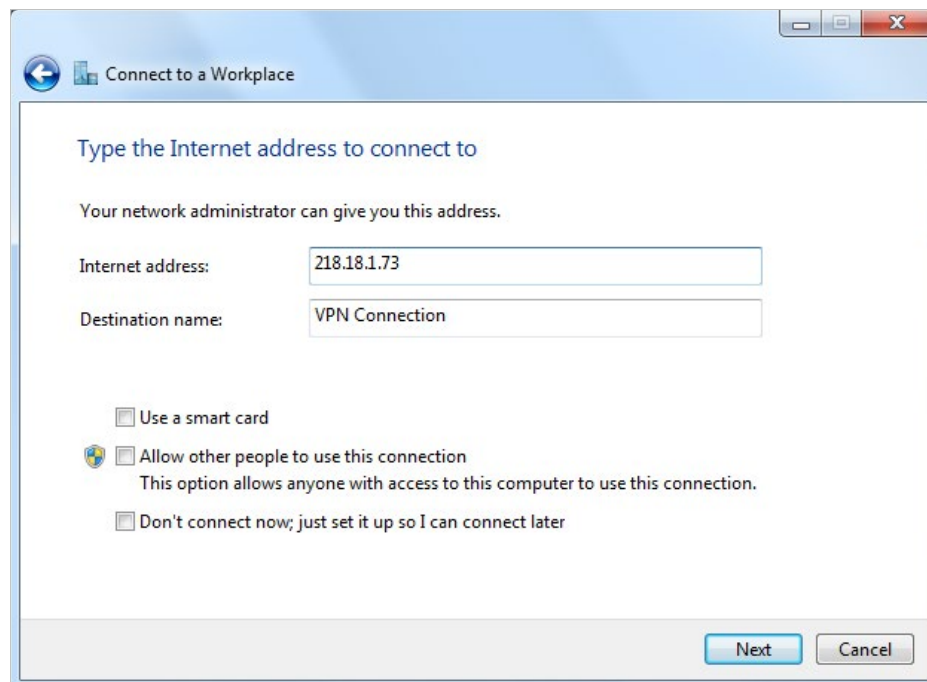 Connect to a Workplace
Type the Internet address to connect to
Your network administrator can give you this address.
Internet address: 218.18.1.73
Destination name: VPN Connection
Use a smart card
Allow other people to use this connection
This option allows anyone with access to this computer to use this connection.
Don't connect now; just set it up so I can connect later
Next Cancel